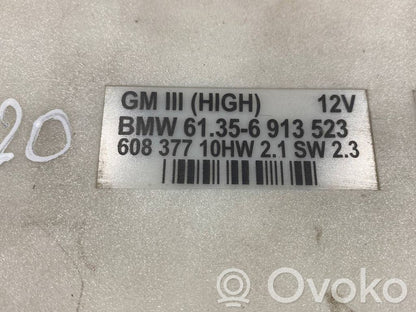 GM III (HIGH) 12V
BMW 61.35-6 913 523
608 377 10HW 2.1 SW 2.3
20
Ovoko